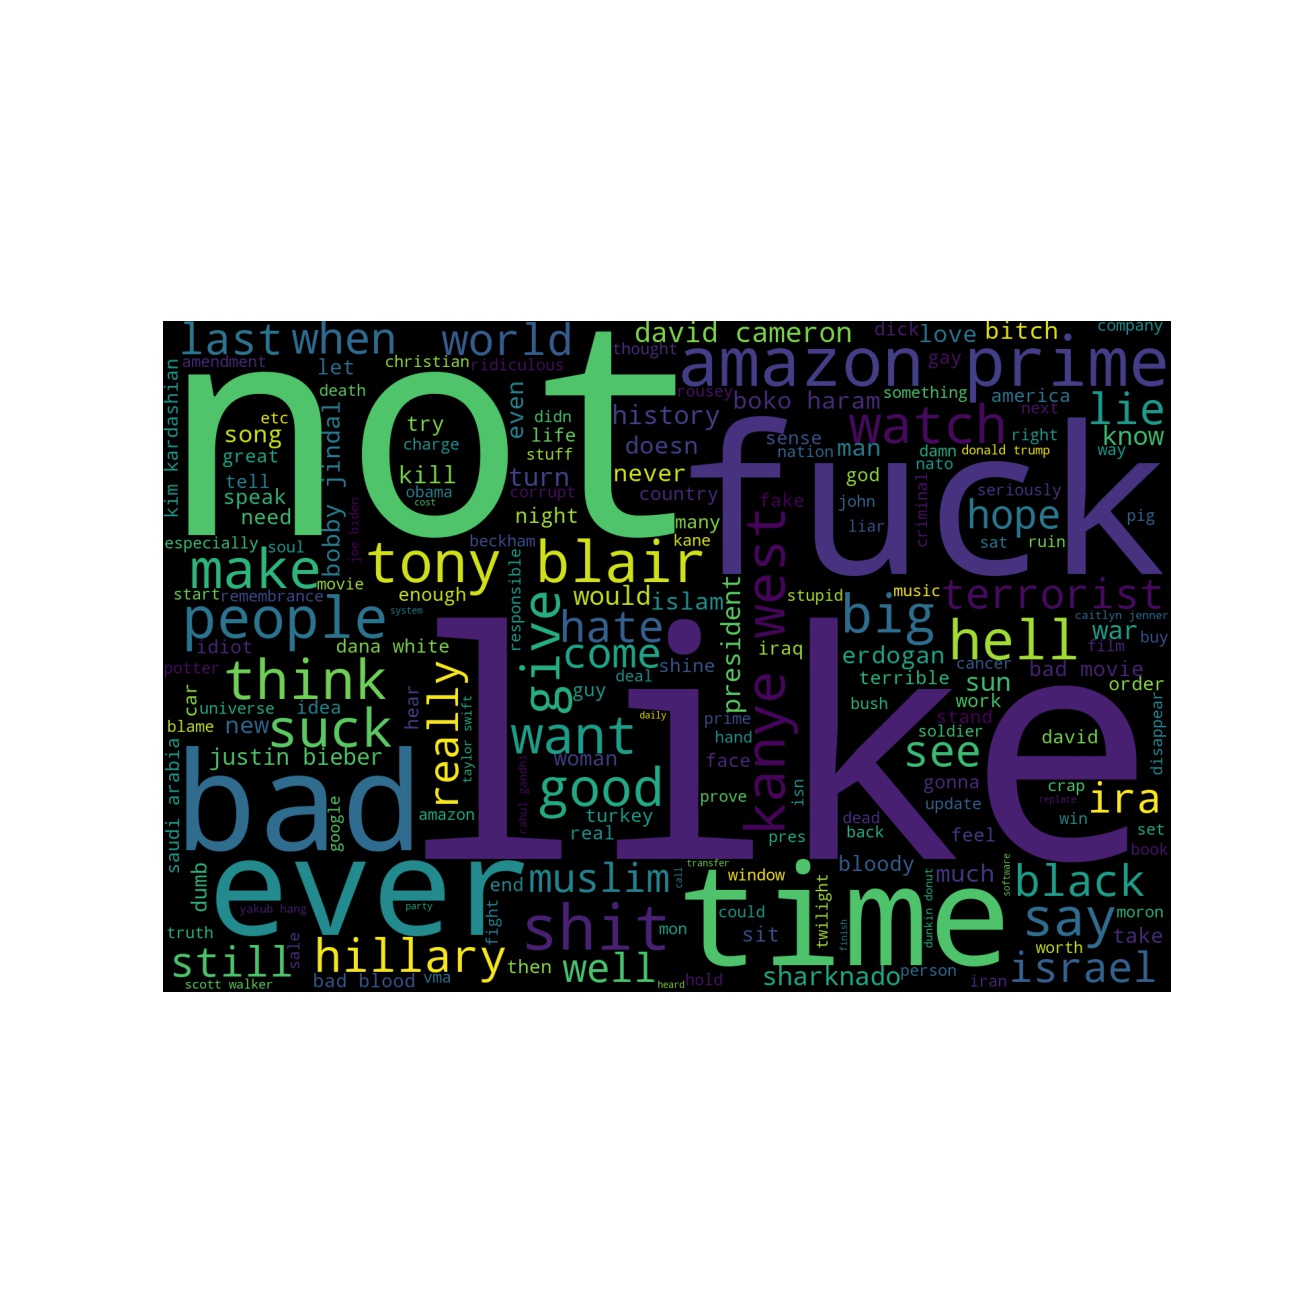 last when world david cameron dick love bitch company
amendment let christian ridiculous thought amazon prime gay
kim kardashian not death even rousey boko haram something america lie
etc song try didn history watch next know
great charge life doesn sense man damn donald trump right way
bobby jindal stuff nation nato
tell kill turn never god fuck seriously
speak obama corrupt country fake john criminal hope pig
need cost night many liar sat ruin
especially soul joe biden beckham kane
make movie tony blair kanye west
start remembrance enough responsible would islam president stupid big music terrorist
people system give hate caitlyn jenner
idiot dana white come iraq erdogan hell war buy
potter think shine cancer film bad movie
car really like deal terrible sun order
universe idea hear guy bush work
blame new suck taylor swift want prime stand disappear
saudi arabia justin bieber daily hand soldier david
woman face see
bad rahul gandhi good gonna crap
google amazon turkey prove isn update replace ira
real pres dead back feel win set book
dumb ever end muslim transfer bloody much software black
call window twilight dunkin donut
yakub hang party fight time
truth sale shit mon could sit finish say moron take
still hillary then well worth
scott walker bad blood vma heard hold sharknado person iran israel